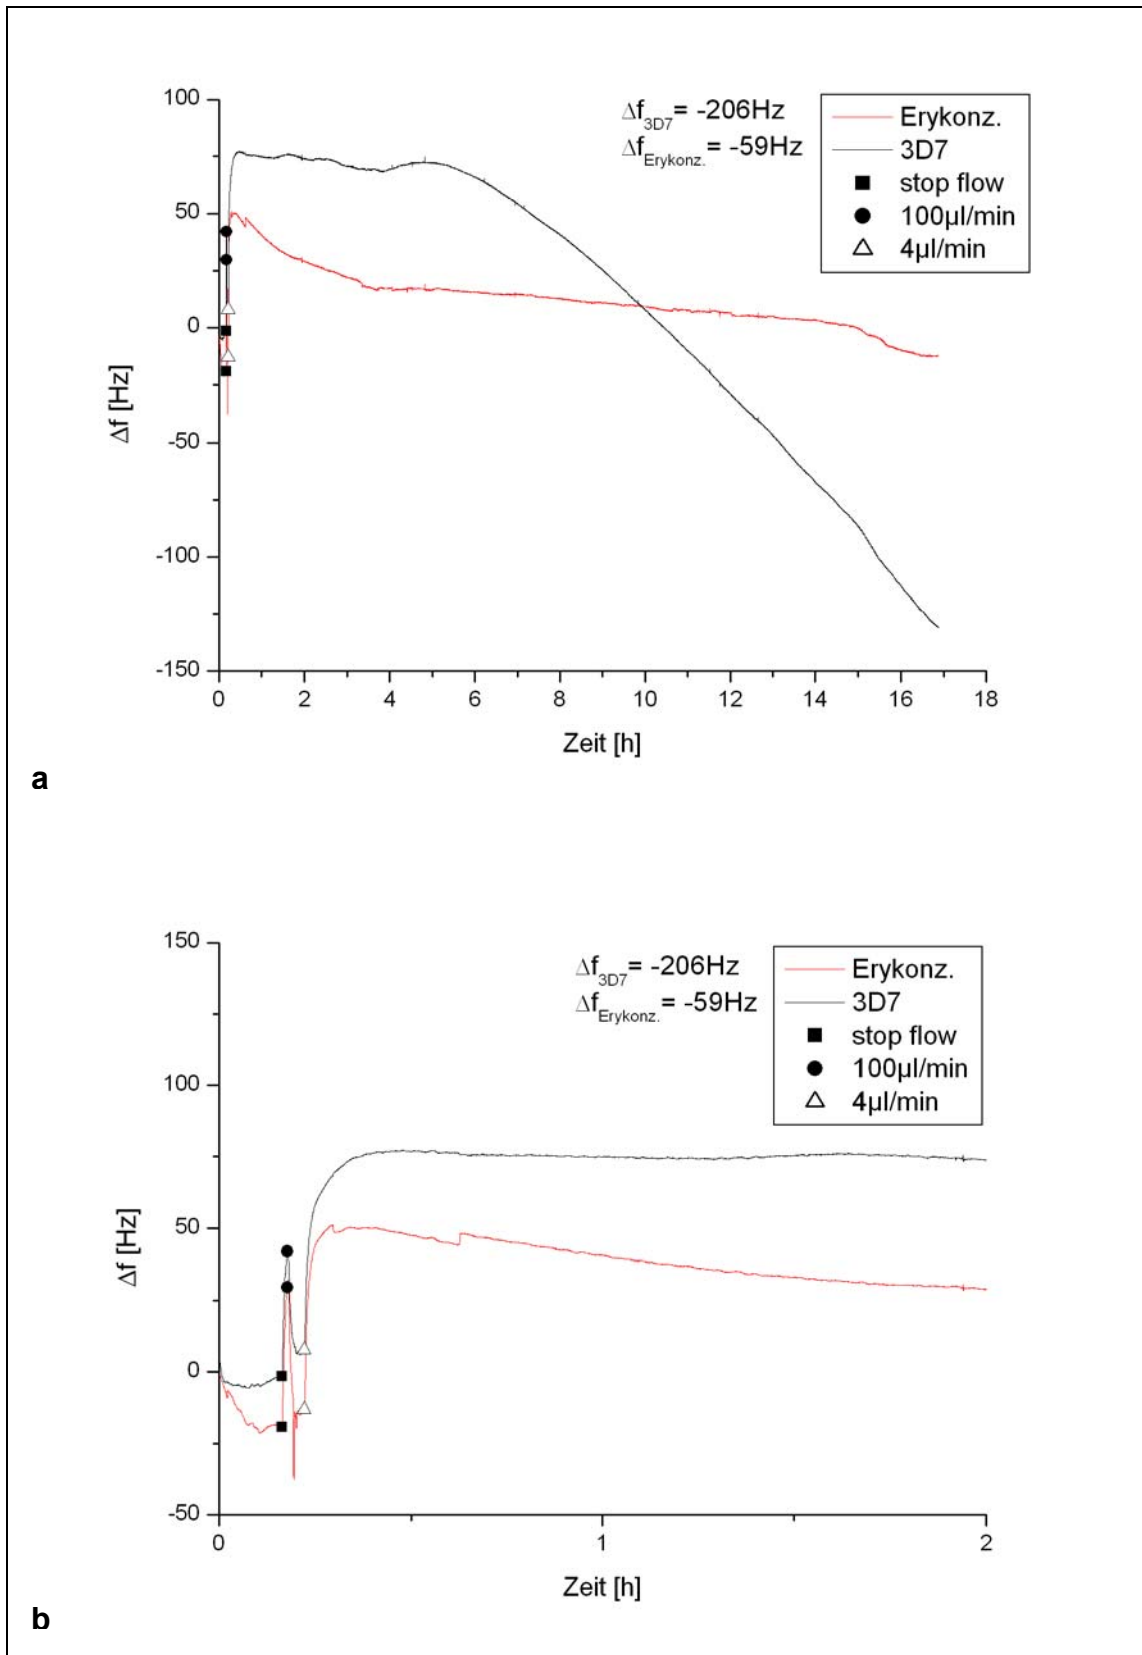 100
50
0
-50
-100
-150
Δf [Hz]
0 2 4 6 8 10 12 14 16 18
Zeit [h]
Δf3D7= -206Hz
ΔfErykonz.= -59Hz
Erykonz.
3D7
stop flow
100µl/min
4µl/min
a
150
100
50
0
-50
Δf [Hz]
0 1 2
Zeit [h]
Δf3D7= -206Hz
ΔfErykonz.= -59Hz
Erykonz.
3D7
stop flow
100µl/min
4µl/min
b